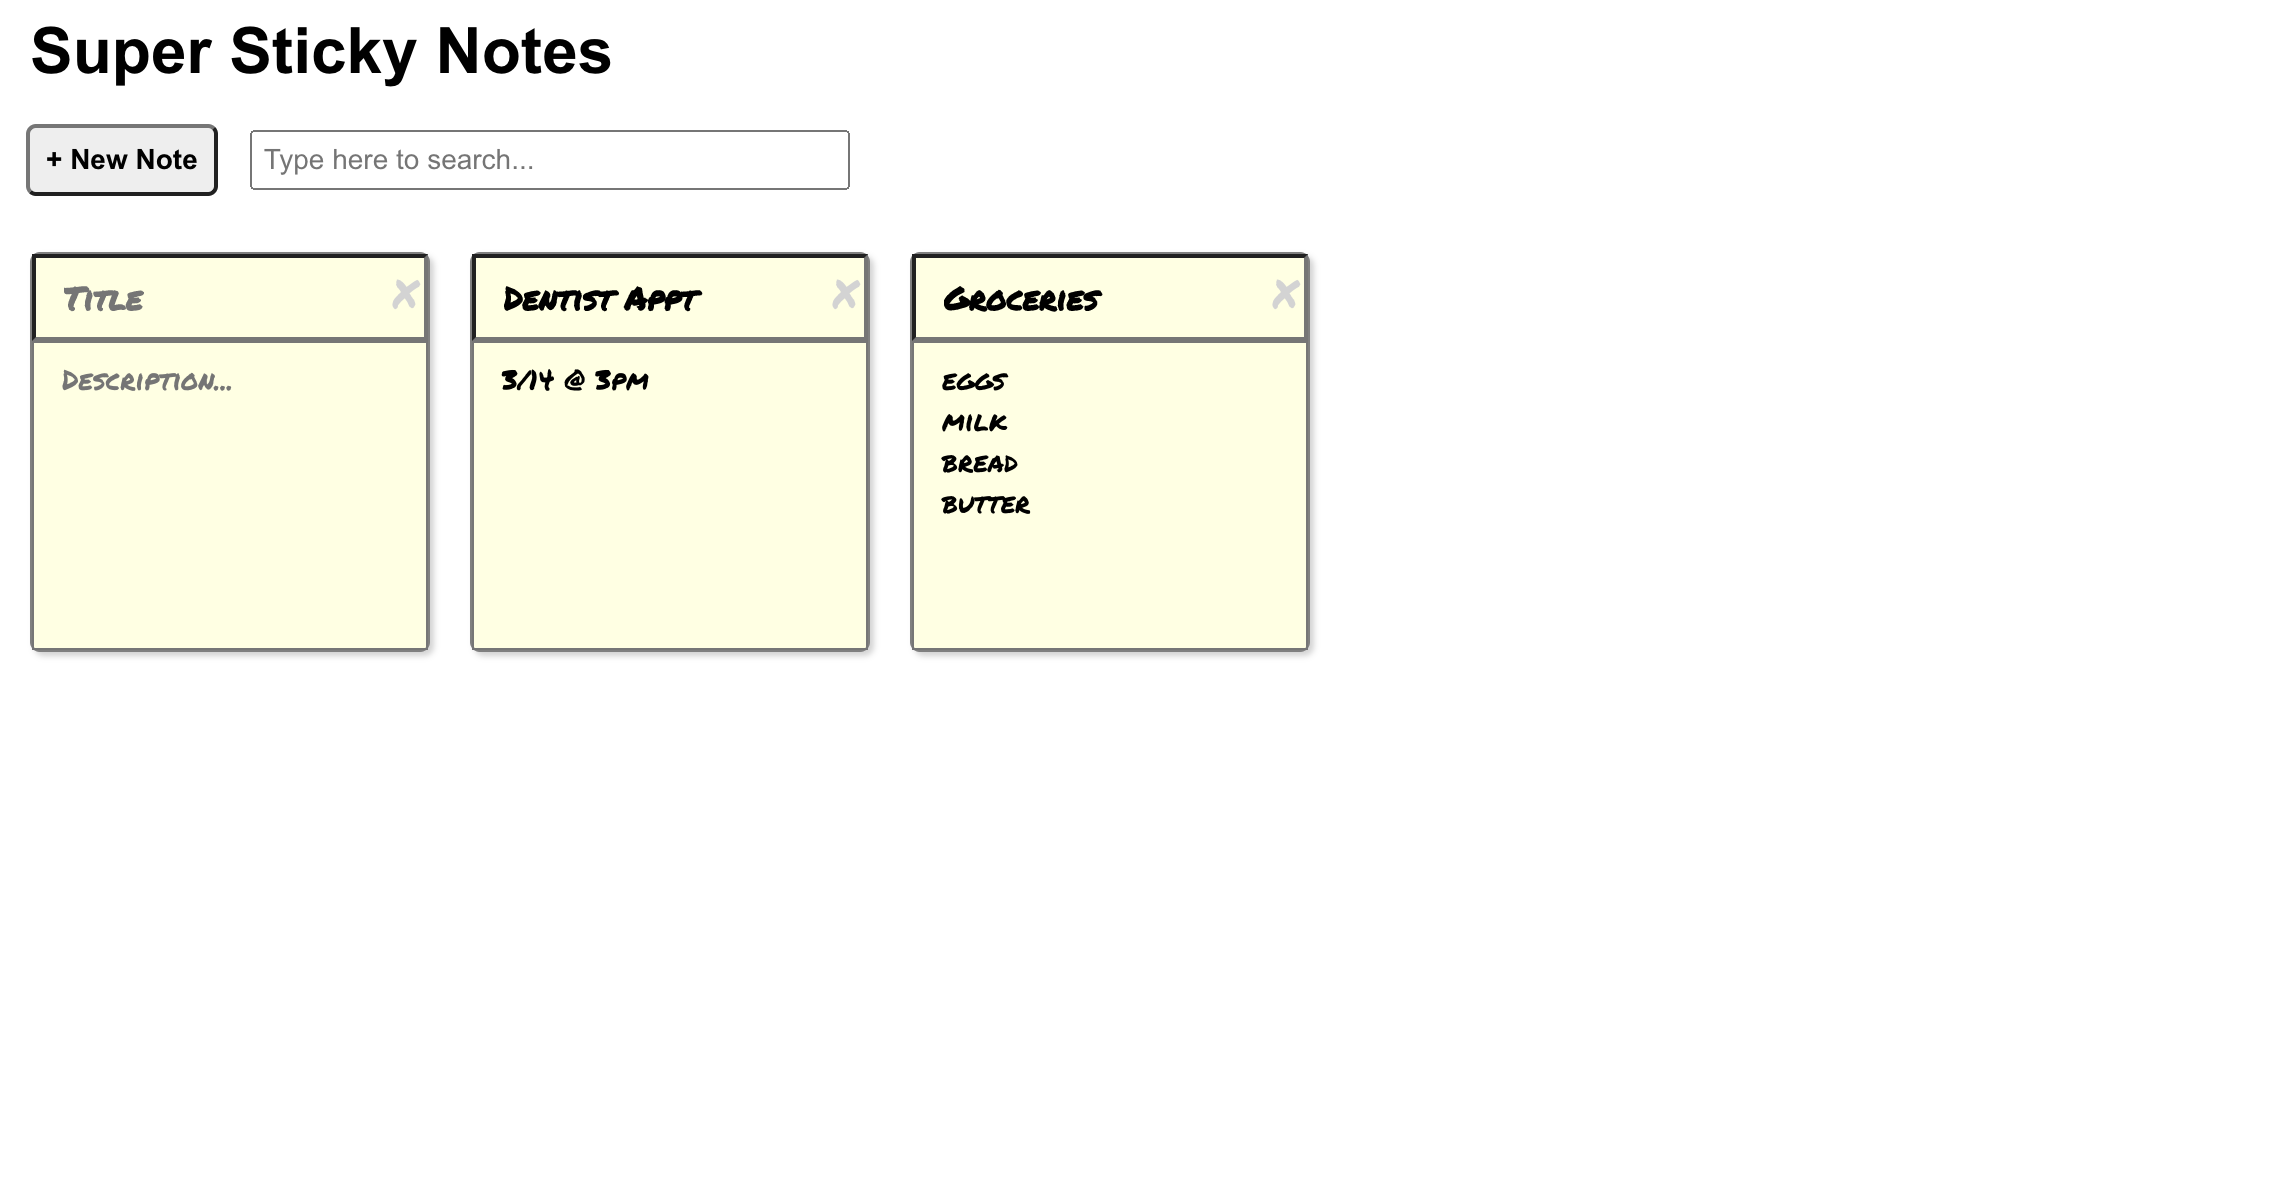 Super Sticky Notes
+ New Note
Type here to search...
Title
Description...
Dentist Appt
3/14 @ 3pm
Groceries
eggs
milk
bread
butter